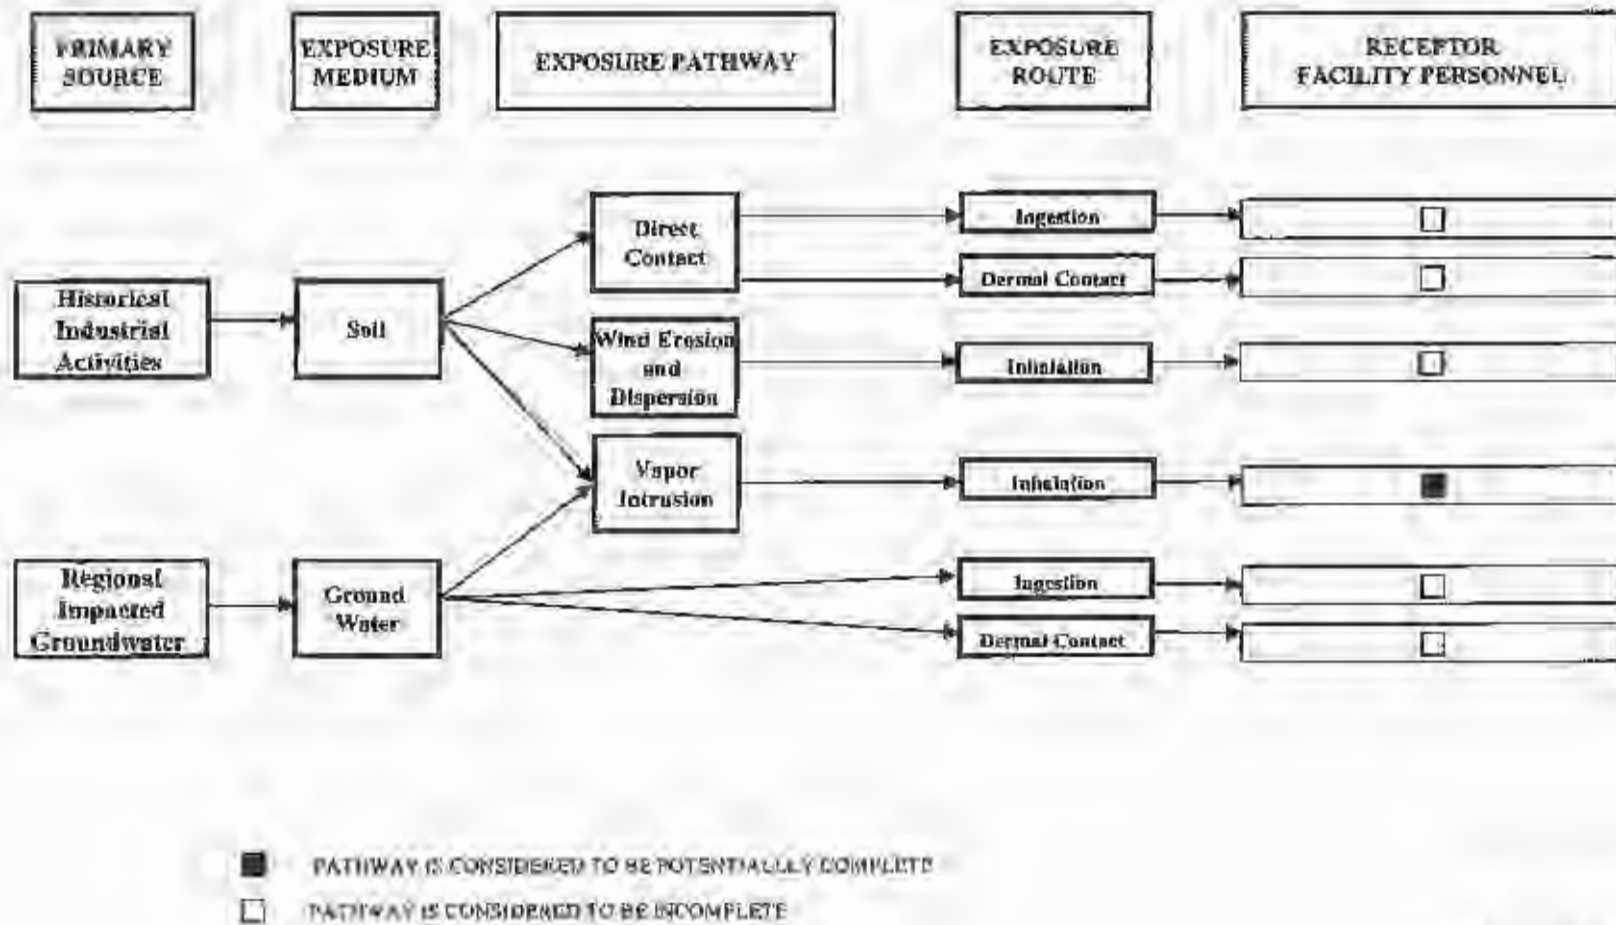 PRIMARY
SOURCE
EXPOSURE
MEDIUM
EXPOSURE PATHWAY
EXPOSURE
ROUTE
RECEPTOR
FACILITY PERSONNEL
Historical
Industrial
Activities
Soil
Direct
Contact
Wind Erosion
and
Dispersion
Vapor
Intrusion
Regional
Impacted
Groundwater
Ground
Water
Ingestion
Dermal Contact
Inhalation
Inhalation
Ingestion
Dermal Contact
PATHWAY IS CONSIDERED TO BE POTENTIALLY COMPLETE
PATHWAY IS CONSIDERED TO BE INCOMPLETE